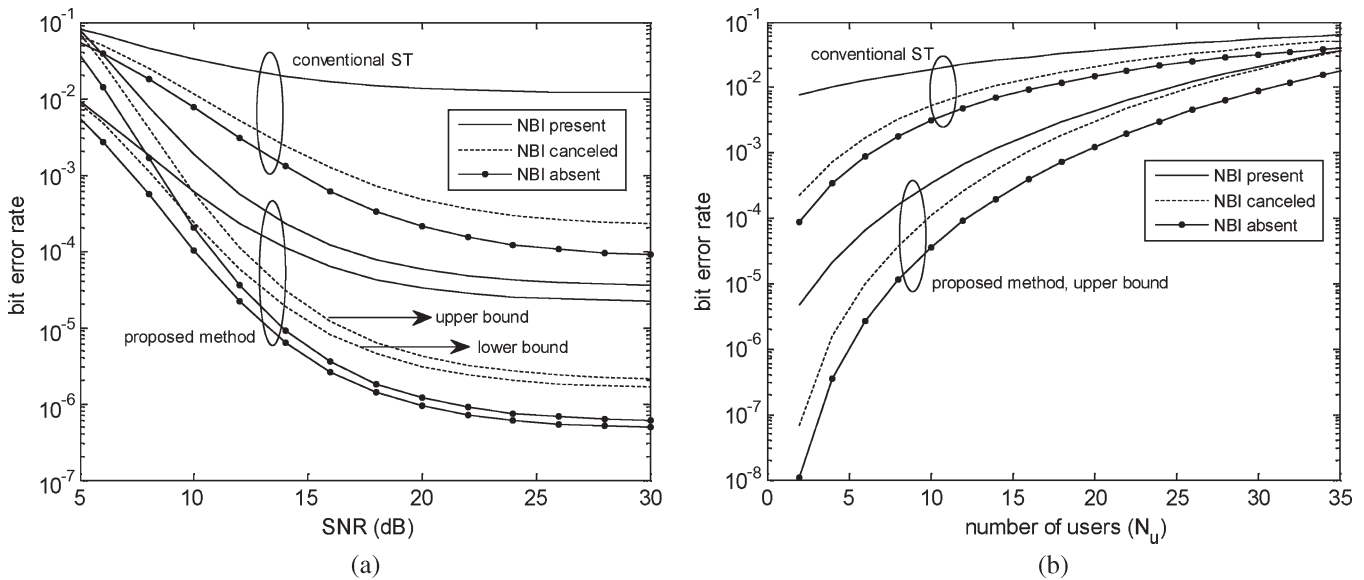 10^-1
10^-2
10^-3
10^-4
10^-5
10^-6
10^-7
bit error rate
5
10
15
20
25
30
SNR (dB)
conventional ST
NBI present
NBI canceled
NBI absent
proposed method
upper bound
lower bound
(a)
10^-1
10^-2
10^-3
10^-4
10^-5
10^-6
10^-7
10^-8
bit error rate
0
5
10
15
20
25
30
35
number of users (N_u)
conventional ST
NBI present
NBI canceled
NBI absent
proposed method, upper bound
(b)